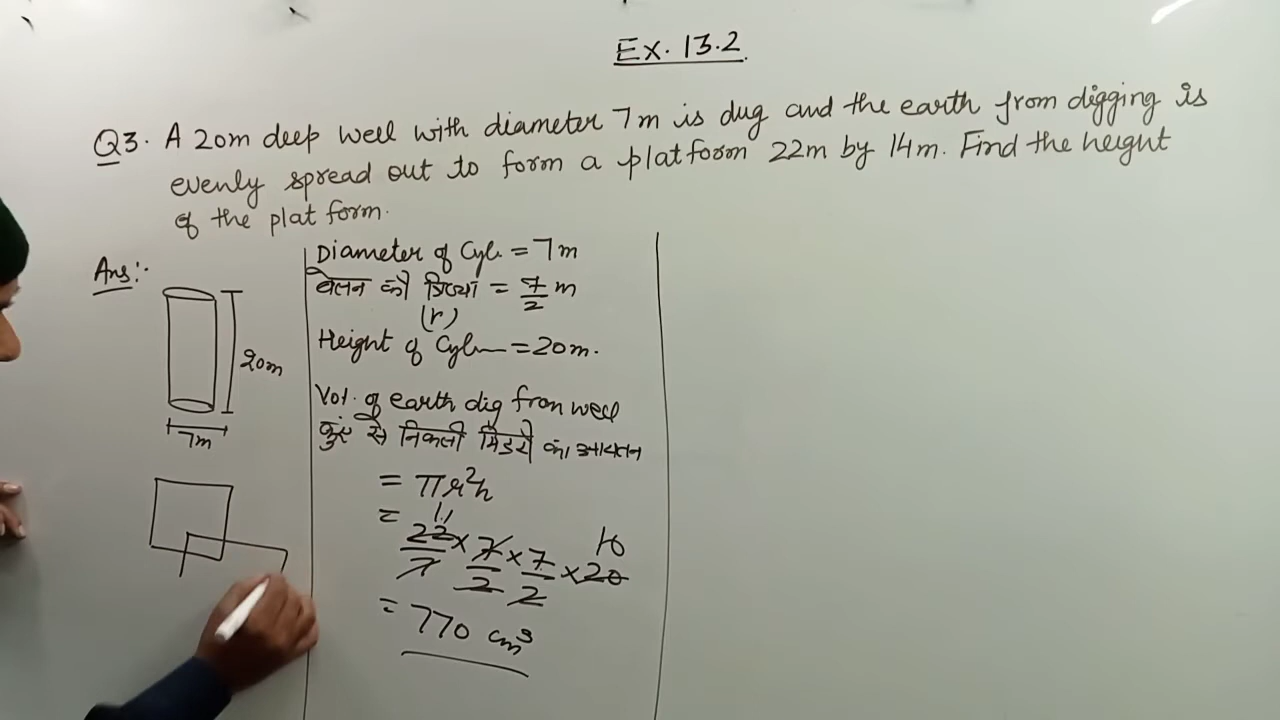 Ex. 13.2
Q3. A 20m deep well with diameter 7m is dug and the earth from digging is
evenly spread out to form a platform 22m by 14m. Find the height
of the plat form.
Ans:-
20m
7m
Diameter of Cyl. = 7m
बेलन की त्रिज्या = 7/2 m
(r)
Height of Cyl = 20m.
Vol. of earth dig from well
कुएं से निकली मिट्टी का आयतन
= πr²h
= 22/7 × 7/2 × 7/2 × 20
11 10
= 770 cm³